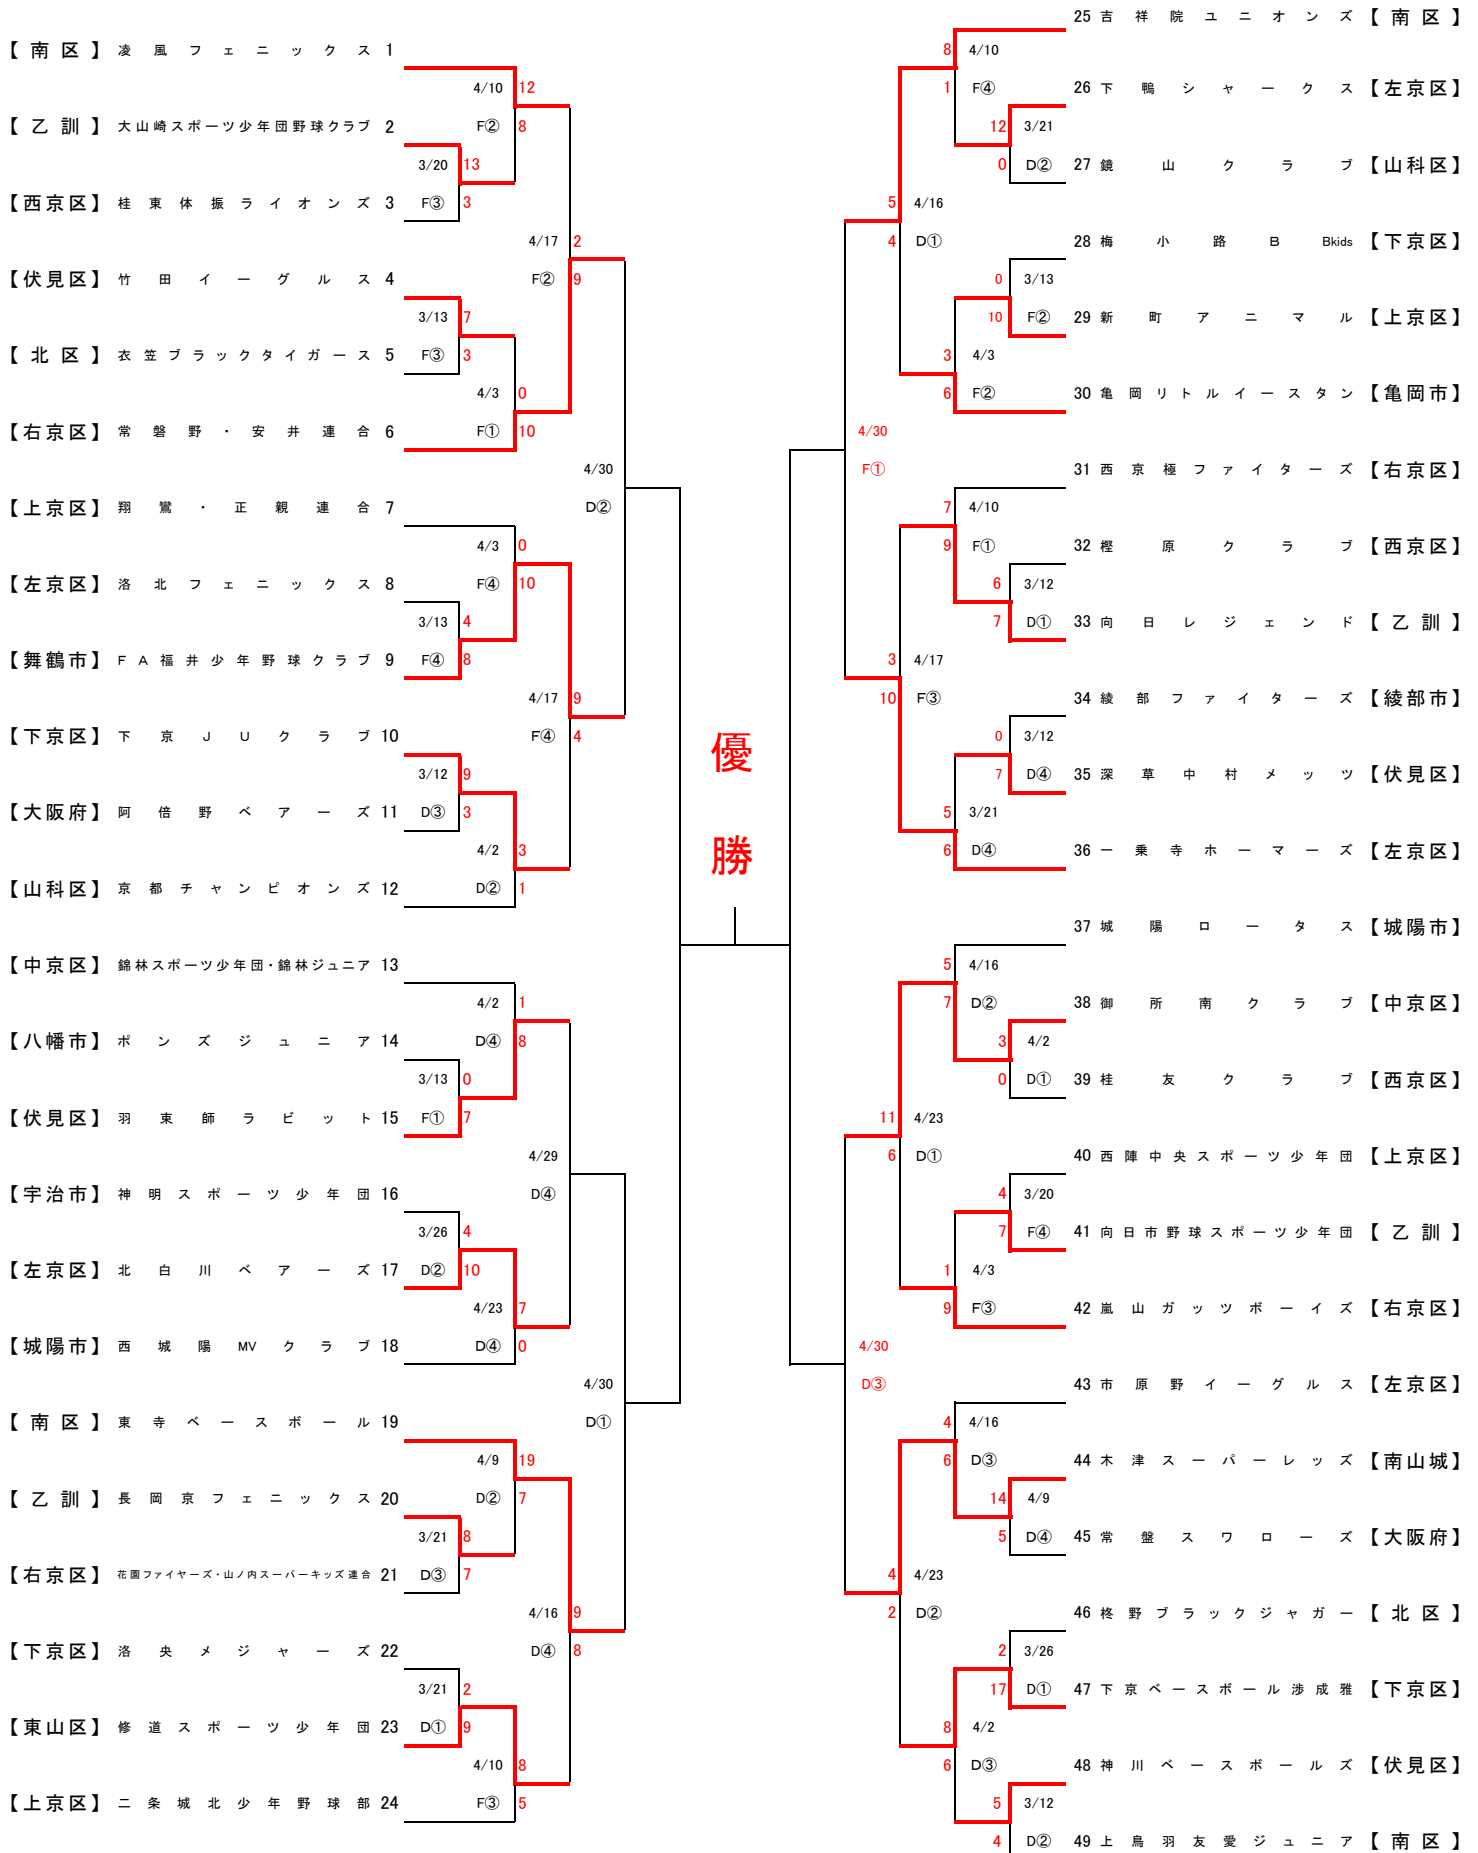 【 南 区 】 凌風フェニックス 1
4/10 12
F② 8
【 乙 訓 】 大山崎スポーツ少年団野球クラブ 2
3/20 13
F③ 3
【西京区】 桂東体振ライオンズ 3
4/17 2
F② 9
【伏見区】 竹田イーグルス 4
3/13 7
F③ 3
【 北 区 】 衣笠ブラックタイガース 5
4/3 0
F① 10
【右京区】 常磐野・安井連合 6
4/30
D②
【上京区】 翔鸞・正親連合 7
4/3 0
F④ 10
【左京区】 洛北フェニックス 8
3/13 4
F④ 8
【舞鶴市】 FA福井少年野球クラブ 9
4/17 9
F④ 4
【下京区】 下京JUクラブ 10
3/12 9
D③ 3
【大阪府】 阿倍野ベアーズ 11
4/2 3
D② 1
【山科区】 京都チャンピオンズ 12
【中京区】 錦林スポーツ少年団・錦林ジュニア 13
4/2 1
D④ 8
【八幡市】 ポンズジュニア 14
3/13 0
F① 7
【伏見区】 羽束師ラビット 15
4/29
D④
【宇治市】 神明スポーツ少年団 16
3/26 4
D② 10
【左京区】 北白川ベアーズ 17
4/23 7
D④ 0
【城陽市】 西城陽MVクラブ 18
4/30
D①
【 南 区 】 東寺ベースボール 19
4/9 19
D② 7
【 乙 訓 】 長岡京フェニックス 20
3/21 8
D③ 7
【右京区】 花園ファイヤーズ・山ノ内スーパーキッズ連合 21
4/16 9
D④ 8
【下京区】 洛央メジャーズ 22
3/21 2
D① 9
【東山区】 修道スポーツ少年団 23
4/10 8
F③ 5
【上京区】 二条城北少年野球部 24
優
勝
25 吉祥院ユニオンズ 【 南 区 】
8 4/10
1 F④
26 下鴨シャークス 【左京区】
12 3/21
0 D②
27 鏡山クラブ 【山科区】
5 4/16
4 D①
28 梅小路B Bkids 【下京区】
0 3/13
10 F②
29 新町アニマル 【上京区】
3 4/3
6 F②
30 亀岡リトルイースタン 【亀岡市】
4/30
F①
31 西京極ファイターズ 【右京区】
7 4/10
9 F①
32 樫原クラブ 【西京区】
6 3/12
7 D①
33 向日レジェンド 【 乙 訓 】
3 4/17
10 F③
34 綾部ファイターズ 【綾部市】
0 3/12
7 D④
35 深草中村メッツ 【伏見区】
5 3/21
6 D④
36 一乗寺ホーマーズ 【左京区】
37 城陽ロータス 【城陽市】
5 4/16
7 D②
38 御所南クラブ 【中京区】
3 4/2
0 D①
39 桂友クラブ 【西京区】
11 4/23
6 D①
40 西陣中央スポーツ少年団 【上京区】
4 3/20
7 F④
41 向日市野球スポーツ少年団 【 乙 訓 】
1 4/3
9 F③
42 嵐山ガッツボーイズ 【右京区】
4/30
D③
43 市原野イーグルス 【左京区】
4 4/16
6 D③
44 木津スーパーレッズ 【南山城】
14 4/9
5 D④
45 常盤スワローズ 【大阪府】
4 4/23
2 D②
46 柊野ブラックジャガー 【 北 区 】
2 3/26
17 D①
47 下京ベースボール渉成雅 【下京区】
8 4/2
6 D③
48 神川ベースボールズ 【伏見区】
5 3/12
4 D②
49 上鳥羽友愛ジュニア 【 南 区 】